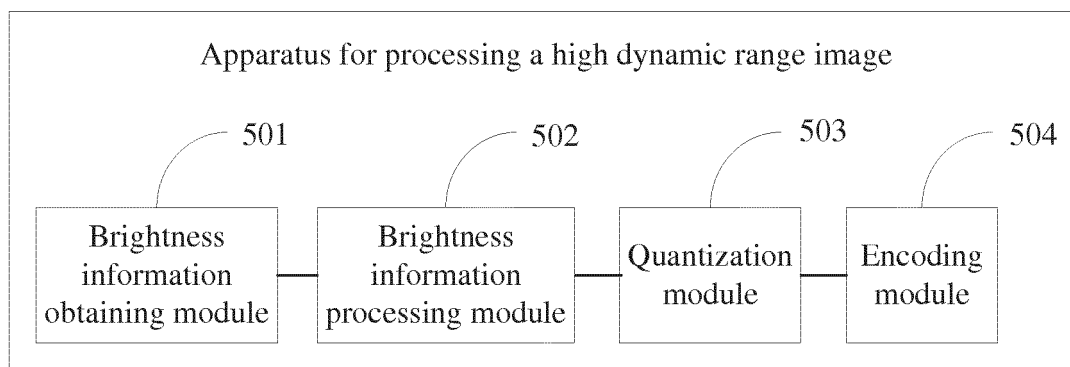 Apparatus for processing a high dynamic range image
501
502
503
504
Brightness
information
obtaining module
Brightness
information
processing module
Quantization
module
Encoding
module